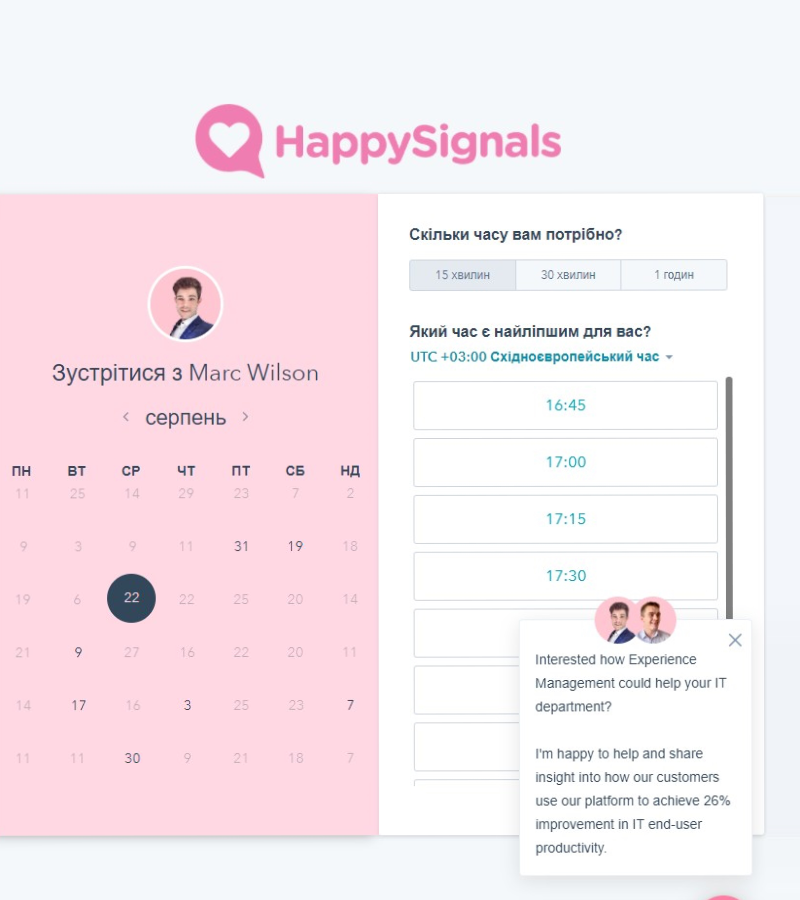 HappySignals
Зустрітися з Marc Wilson
серпень
ПН ВТ СР ЧТ ПТ СБ НД
11 25 14 29 23 7 2
9 3 9 11 31 19 18
19 6 22 22 25 20 14
21 9 27 16 22 20 11
14 17 16 3 25 23 7
11 11 30 9 21 18 7
Скільки часу вам потрібно?
15 хвилин 30 хвилин 1 годин
Який час є найліпшим для вас?
UTC +03:00 Східноєвропейський час
16:45
17:00
17:15
17:30
Interested how Experience
Management could help your IT
department?
I'm happy to help and share
insight into how our customers
use our platform to achieve 26%
improvement in IT end-user
productivity.